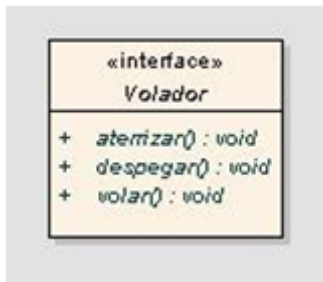 «interface»
Volador
+ aterrizar() : void
+ despegar() : void
+ volar() : void